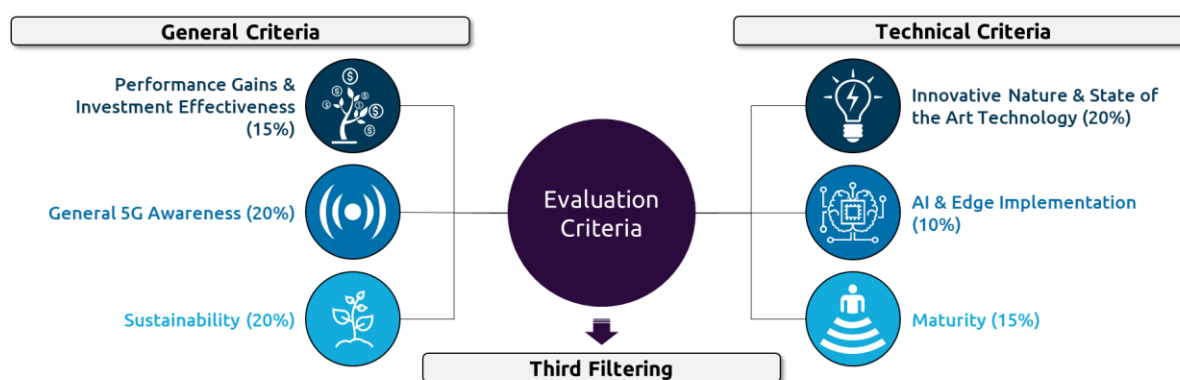 General Criteria
Performance Gains &
Investment Effectiveness
(15%)
General 5G Awareness (20%)
Sustainability (20%)
Evaluation
Criteria
Third Filtering
Technical Criteria
Innovative Nature & State of
the Art Technology (20%)
AI & Edge Implementation
(10%)
Maturity (15%)